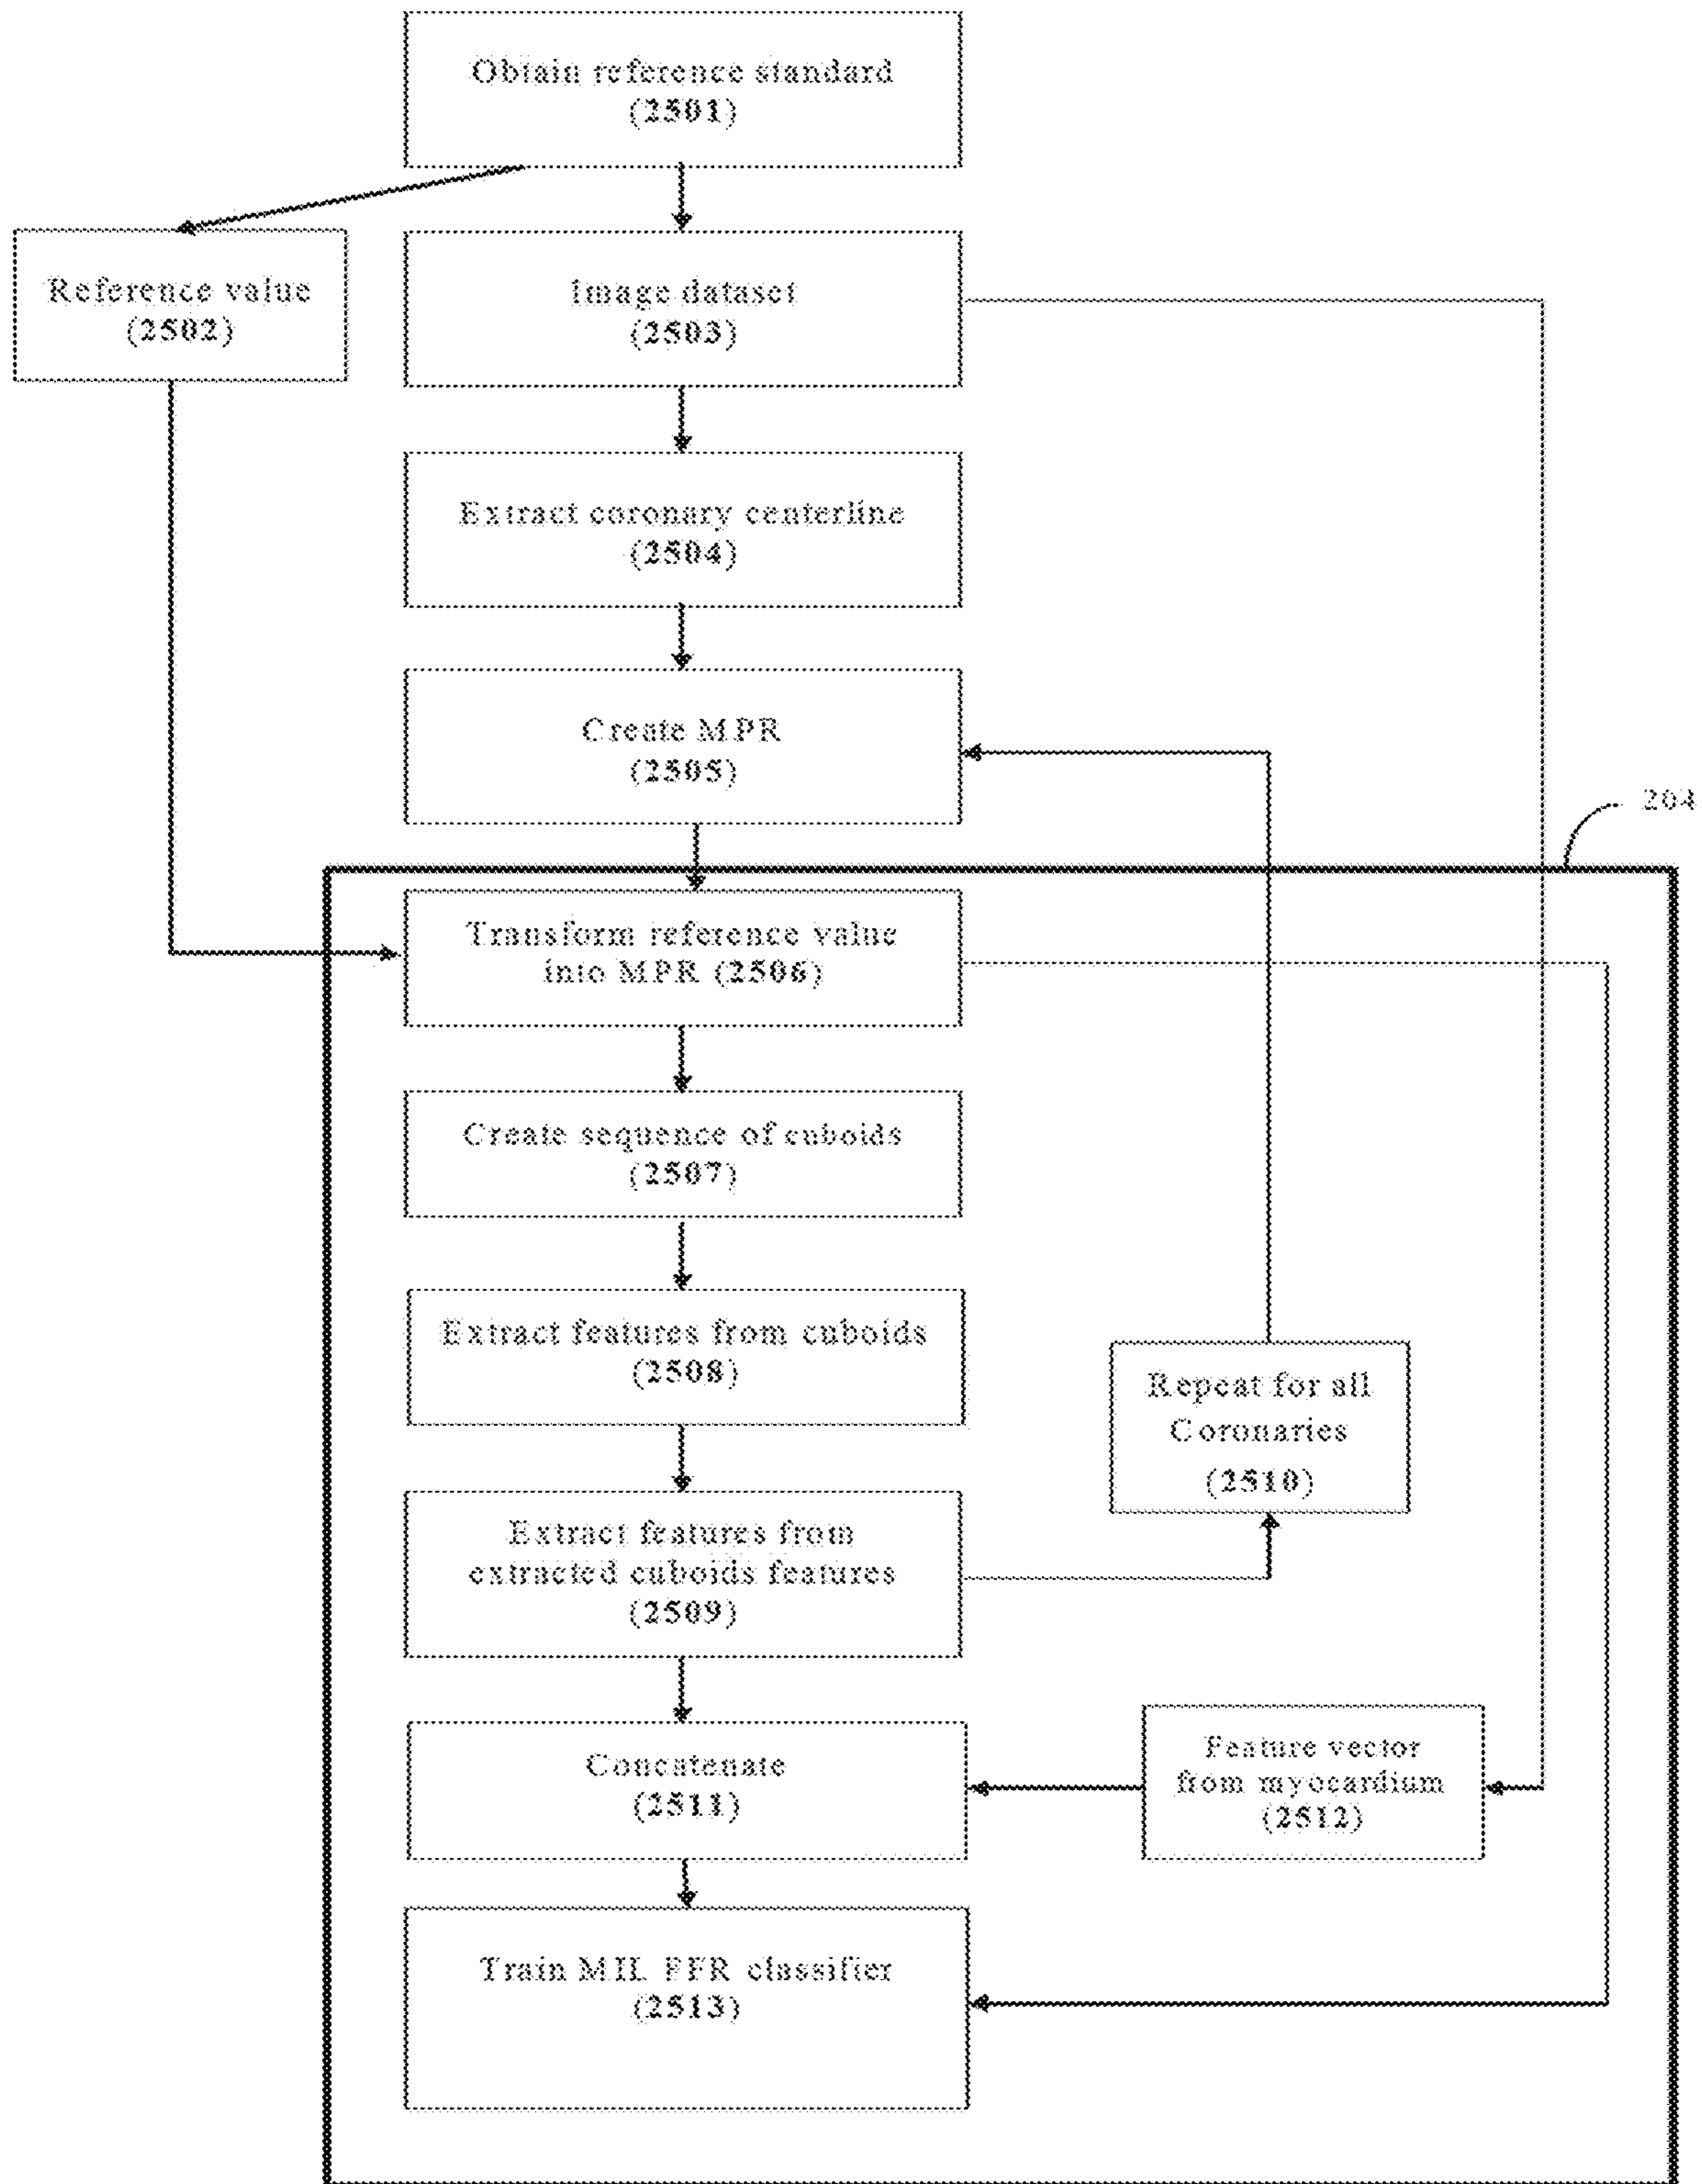 Obtain reference standard
(2501)
Reference value
(2502)
Image dataset
(2503)
Extract coronary centerline
(2504)
Create MPR
(2505)
204
Transform reference value
into MPR (2506)
Create sequence of cuboids
(2507)
Extract features from cuboids
(2508)
Repeat for all
Coronaries
(2510)
Extract features from
extracted cuboids features
(2509)
Concatenate
(2511)
Feature vector
from myocardium
(2512)
Train MIL FFR classifier
(2513)